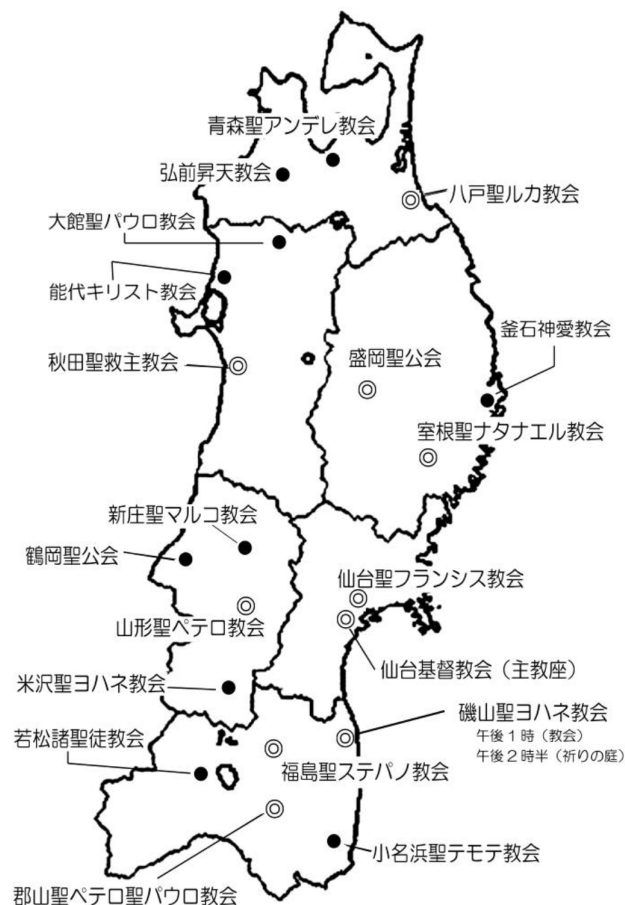 青森聖アンデレ教会
弘前昇天教会
八戸聖ルカ教会
大館聖パウロ教会
能代キリスト教会
釜石神愛教会
秋田聖救主教会
盛岡聖公会
室根聖ナタナエル教会
新庄聖マルコ教会
鶴岡聖公会
仙台聖フランシス教会
山形聖ペテロ教会
仙台基督教会（主教座）
米沢聖ヨハネ教会
磯山聖ヨハネ教会
午後１時（教会）
午後２時半（祈りの庭）
若松諸聖徒教会
福島聖ステパノ教会
小名浜聖テモテ教会
郡山聖ペテロ聖パウロ教会